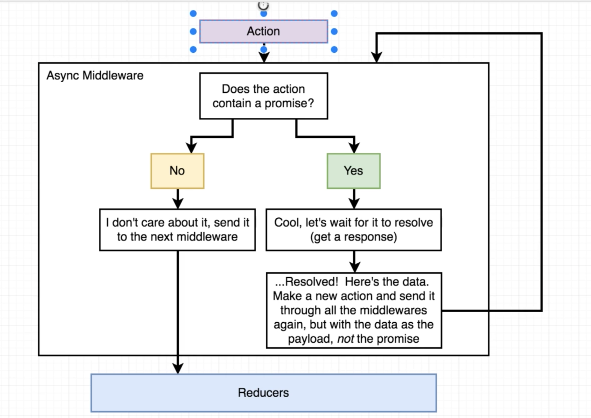 Action
Async Middleware
Does the action
contain a promise?
No
Yes
I don't care about it, send it
to the next middleware
Cool, let's wait for it to resolve
(get a response)
...Resolved! Here's the data.
Make a new action and send it
through all the middlewares
again, but with the data as the
payload, not the promise
Reducers